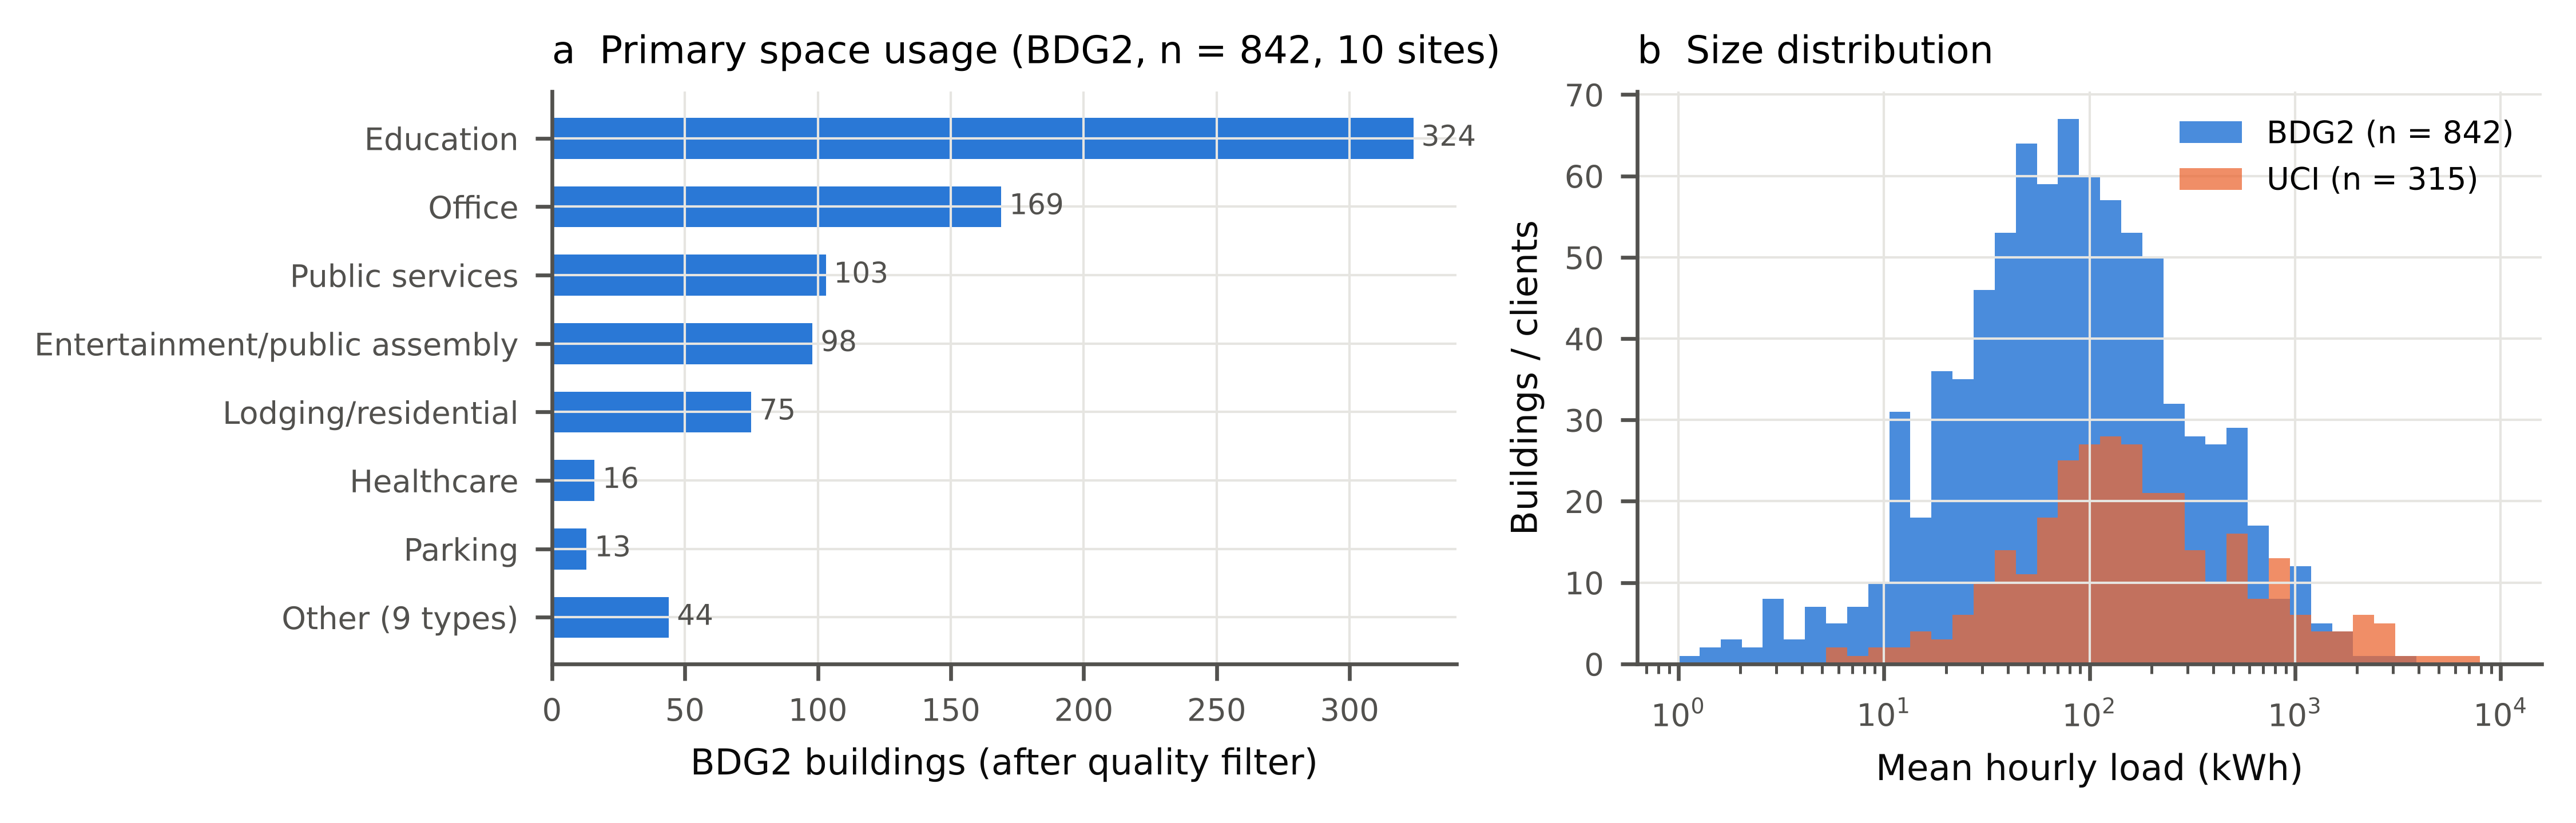 a Primary space usage (BDG2, n = 842, 10 sites)
Education
324
Office
169
Public services
103
Entertainment/public assembly
98
Lodging/residential
75
Healthcare
16
Parking
13
Other (9 types)
44
0 50 100 150 200 250 300
BDG2 buildings (after quality filter)
b Size distribution
Buildings / clients
70
60
50
40
30
20
10
0
BDG2 (n = 842)
UCI (n = 315)
10⁰ 10¹ 10² 10³ 10⁴
Mean hourly load (kWh)